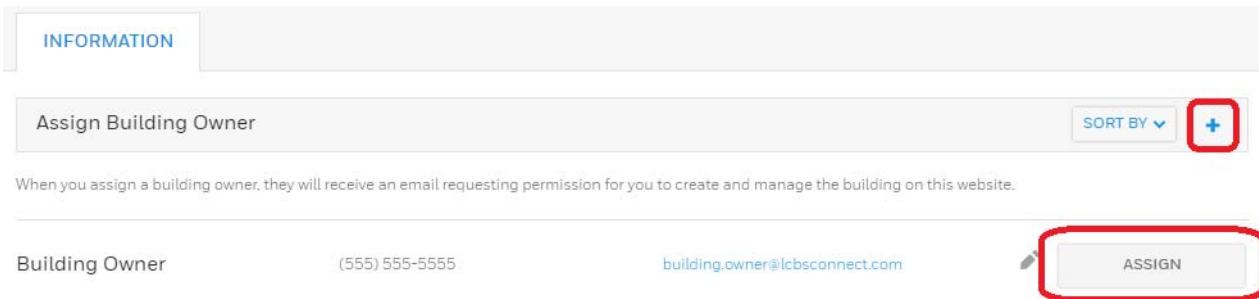 INFORMATION
Assign Building Owner SORT BY +
When you assign a building owner, they will receive an email requesting permission for you to create and manage the building on this website.
Building Owner (555) 555-5555 building.owner@lcbsconnect.com ASSIGN